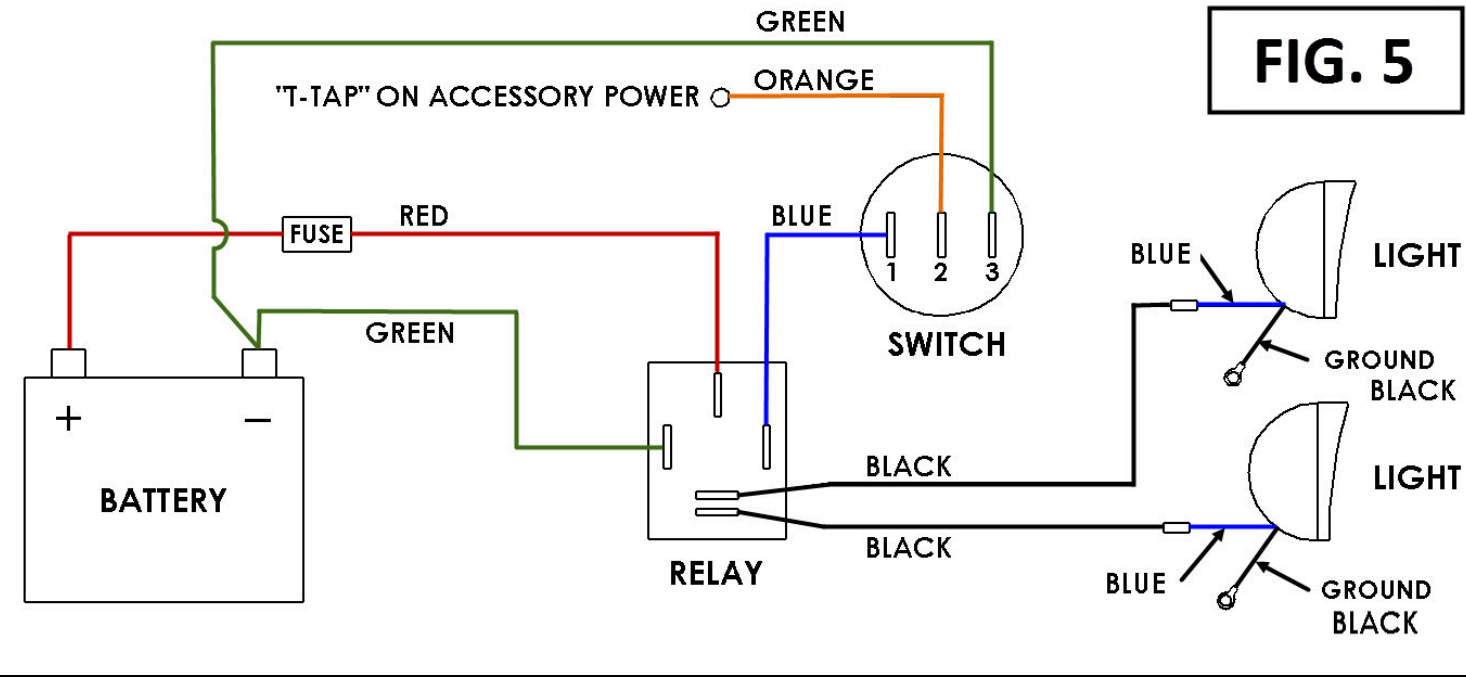 GREEN
FIG. 5
"T-TAP" ON ACCESSORY POWER
ORANGE
RED
FUSE
BLUE
1 2 3
SWITCH
BLUE
LIGHT
GROUND
BLACK
GREEN
+ −
BATTERY
RELAY
BLACK
BLACK
LIGHT
BLUE
GROUND
BLACK